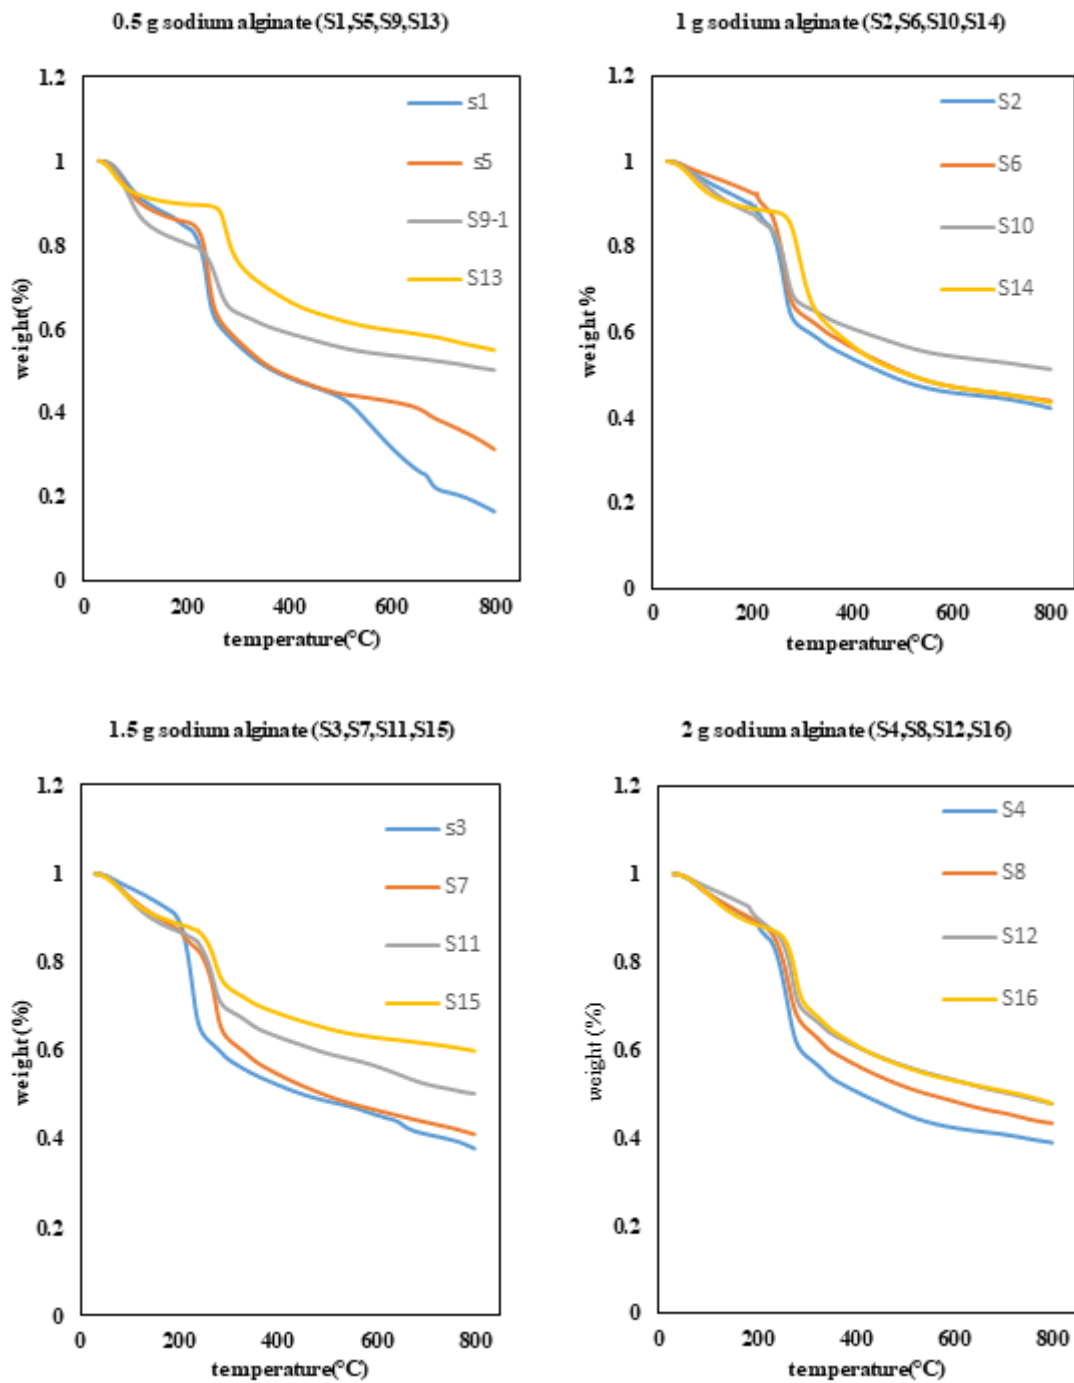 0.5 g sodium alginate (S1,S5,S9,S13)
1.2
1
0.8
0.6
0.4
0.2
0
0
200
400
600
800
weight(%)
temperature(°C)
s1
s5
S9-1
S13
1 g sodium alginate (S2,S6,S10,S14)
1.2
1
0.8
0.6
0.4
0.2
0
0
200
400
600
800
weight %
temperature(°C)
S2
S6
S10
S14
1.5 g sodium alginate (S3,S7,S11,S15)
1.2
1
0.8
0.6
0.4
0.2
0
0
200
400
600
800
weight (%)
temperature(°C)
s3
S7
S11
S15
2 g sodium alginate (S4,S8,S12,S16)
1.2
1
0.8
0.6
0.4
0.2
0
0
200
400
600
800
weight (%)
temperature(°C)
S4
S8
S12
S16